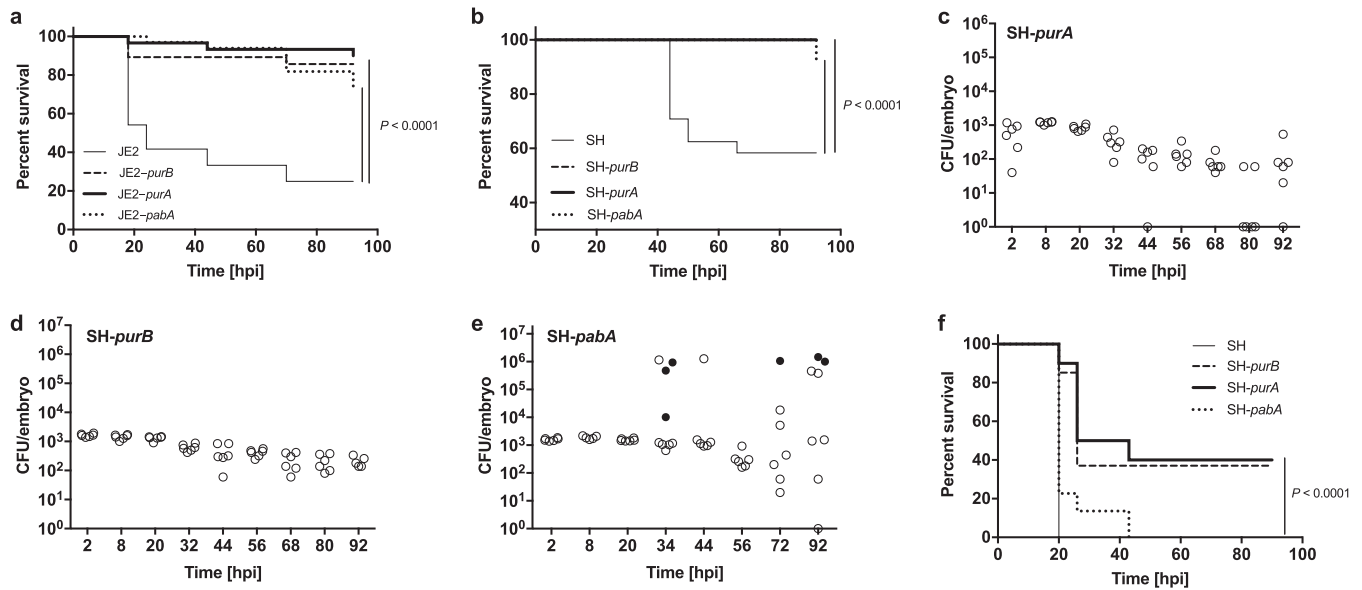 a
Percent survival
100
80
60
40
20
0
JE2
JE2–purB
JE2–purA
JE2–pabA
P < 0.0001
0 20 40 60 80 100
Time [hpi]
b
Percent survival
100
80
60
40
SH
SH-purB
SH-purA
SH-pabA
P < 0.0001
0 20 40 60 80 100
Time [hpi]
c
SH-purA
CFU/embryo
10⁶
10⁵
10⁴
10³
10²
10¹
10⁰
2 8 20 32 44 56 68 80 92
Time [hpi]
d
SH-purB
CFU/embryo
10⁷
10⁶
10⁵
10⁴
10³
10²
10¹
10⁰
2 8 20 32 44 56 68 80 92
Time [hpi]
e
SH-pabA
CFU/embryo
10⁷
10⁶
10⁵
10⁴
10³
10²
10¹
10⁰
2 8 20 34 44 56 72 92
Time [hpi]
f
Percent survival
100
80
60
40
20
0
SH
SH-purB
SH-purA
SH-pabA
P < 0.0001
0 20 40 60 80 100
Time [hpi]